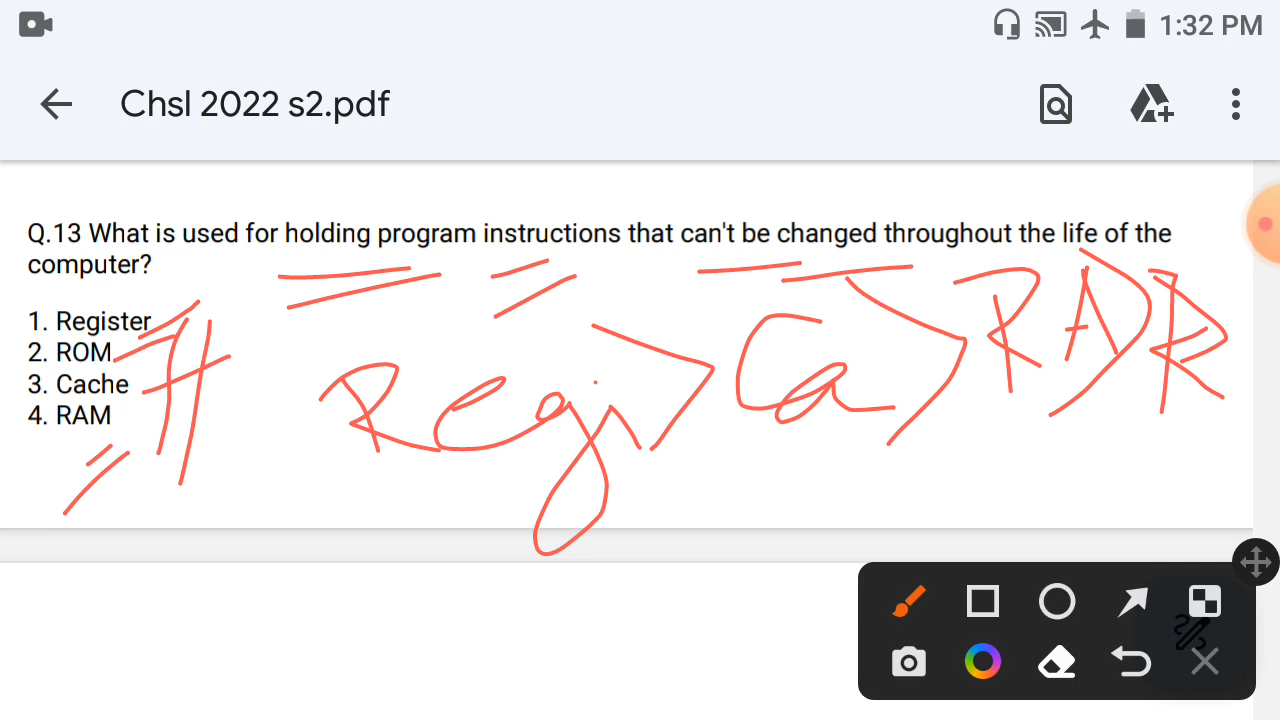 1:32 PM
Chsl 2022 s2.pdf
Q.13 What is used for holding program instructions that can't be changed throughout the life of the
computer?
1. Register
2. ROM
3. Cache
4. RAM